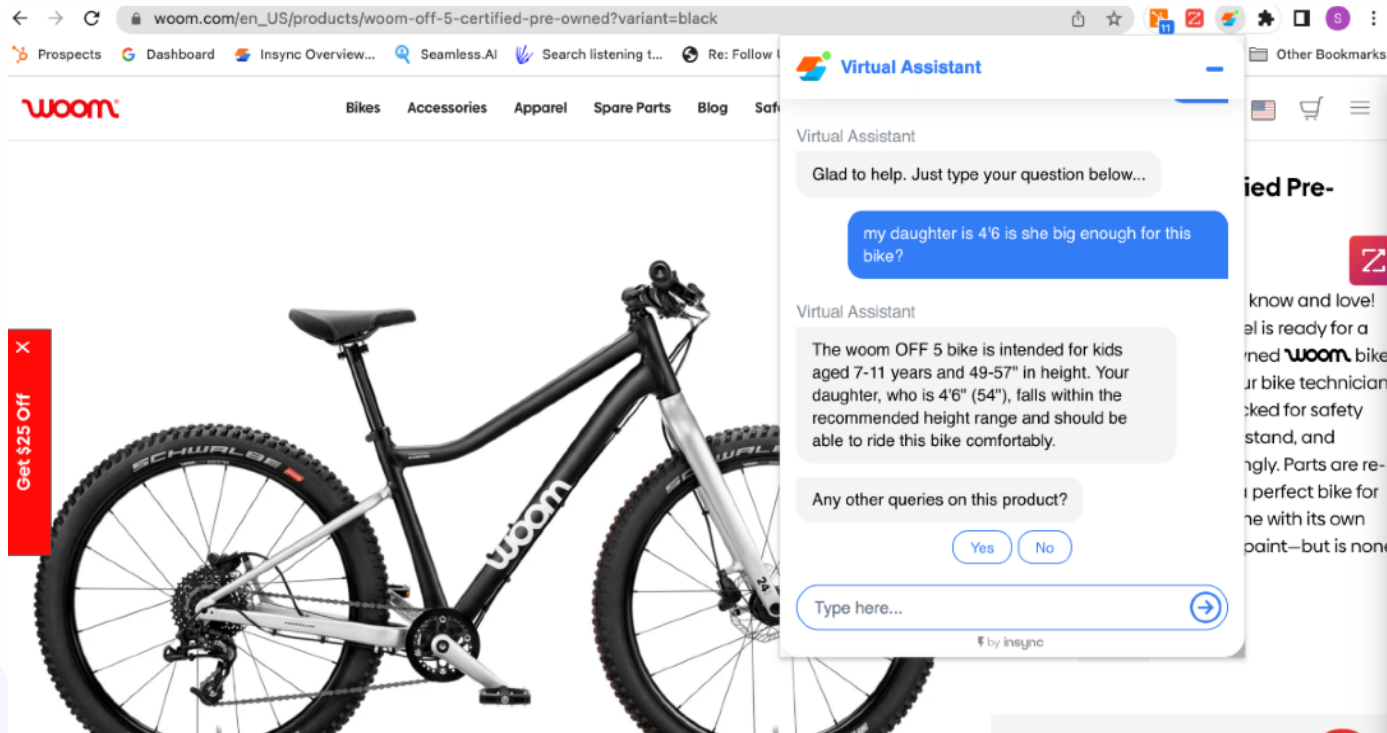 woom.com/en_US/products/woom-off-5-certified-pre-owned?variant=black
11
S
Prospects
G Dashboard
Insync Overview...
Seamless.AI
Search listening t...
Re: Follow
Other Bookmarks
woom
Bikes Accessories Apparel Spare Parts Blog
Virtual Assistant
Virtual Assistant
Glad to help. Just type your question below...
my daughter is 4'6 is she big enough for this
bike?
Virtual Assistant
The woom OFF 5 bike is intended for kids
aged 7-11 years and 49-57" in height. Your
daughter, who is 4'6" (54"), falls within the
recommended height range and should be
able to ride this bike comfortably.
Any other queries on this product?
Yes No
Type here...
by insync
ied Pre-
Z
know and love!
el is ready for a
ned woom bike
ur bike technician
cked for safety
stand, and
ngly. Parts are re-
perfect bike for
ne with its own
paint—but is none
× Get $25 Off
SCHWALBE
woom
24